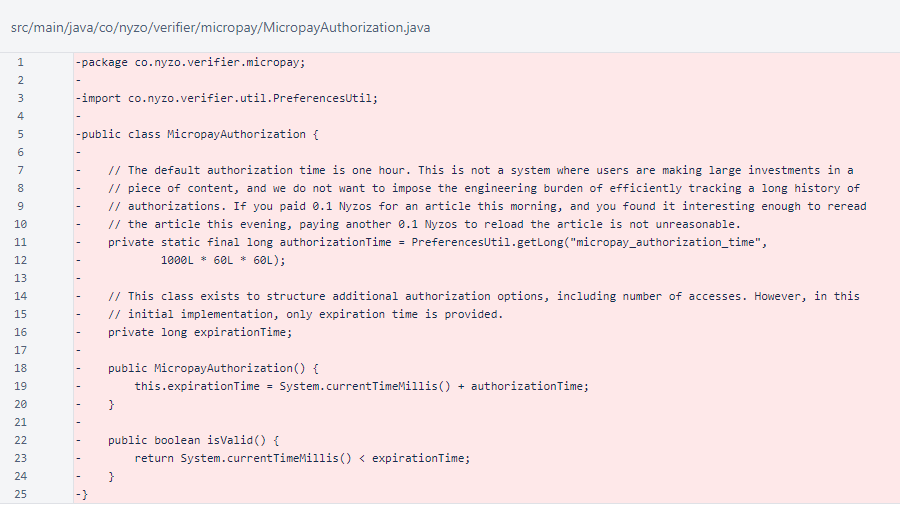 src/main/java/co/nyzo/verifier/micropay/MicropayAuthorization.java
1 -package co.nyzo.verifier.micropay;
2 -
3 -import co.nyzo.verifier.util.PreferencesUtil;
4 -
5 -public class MicropayAuthorization {
6 -
7 -    // The default authorization time is one hour. This is not a system where users are making large investments in a
8 -    // piece of content, and we do not want to impose the engineering burden of efficiently tracking a long history of
9 -    // authorizations. If you paid 0.1 Nyzos for an article this morning, and you found it interesting enough to reread
10 -    // the article this evening, paying another 0.1 Nyzos to reload the article is not unreasonable.
11 -    private static final long authorizationTime = PreferencesUtil.getLong("micropay_authorization_time",
12 -            1000L * 60L * 60L);
13 -
14 -    // This class exists to structure additional authorization options, including number of accesses. However, in this
15 -    // initial implementation, only expiration time is provided.
16 -    private long expirationTime;
17 -
18 -    public MicropayAuthorization() {
19 -        this.expirationTime = System.currentTimeMillis() + authorizationTime;
20 -    }
21 -
22 -    public boolean isValid() {
23 -        return System.currentTimeMillis() < expirationTime;
24 -    }
25 -}